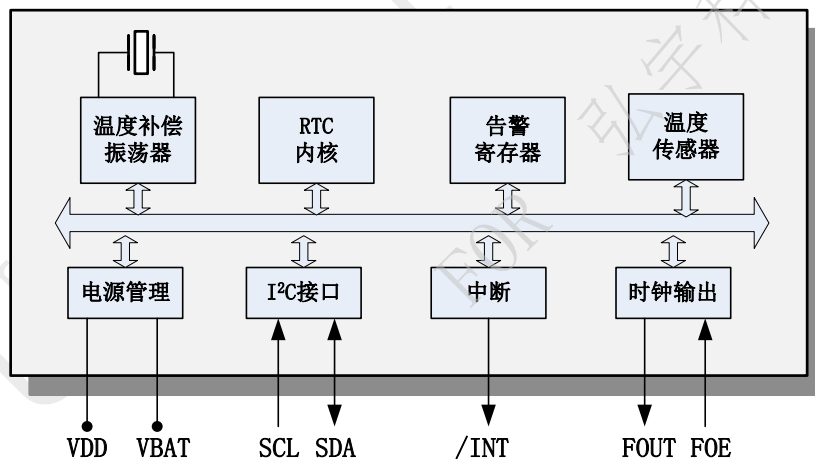 温度补偿
振荡器
RTC
内核
告警
寄存器
温度
传感器
电源管理
I²C接口
中断
时钟输出
VDD VBAT SCL SDA /INT FOUT FOE
FOR